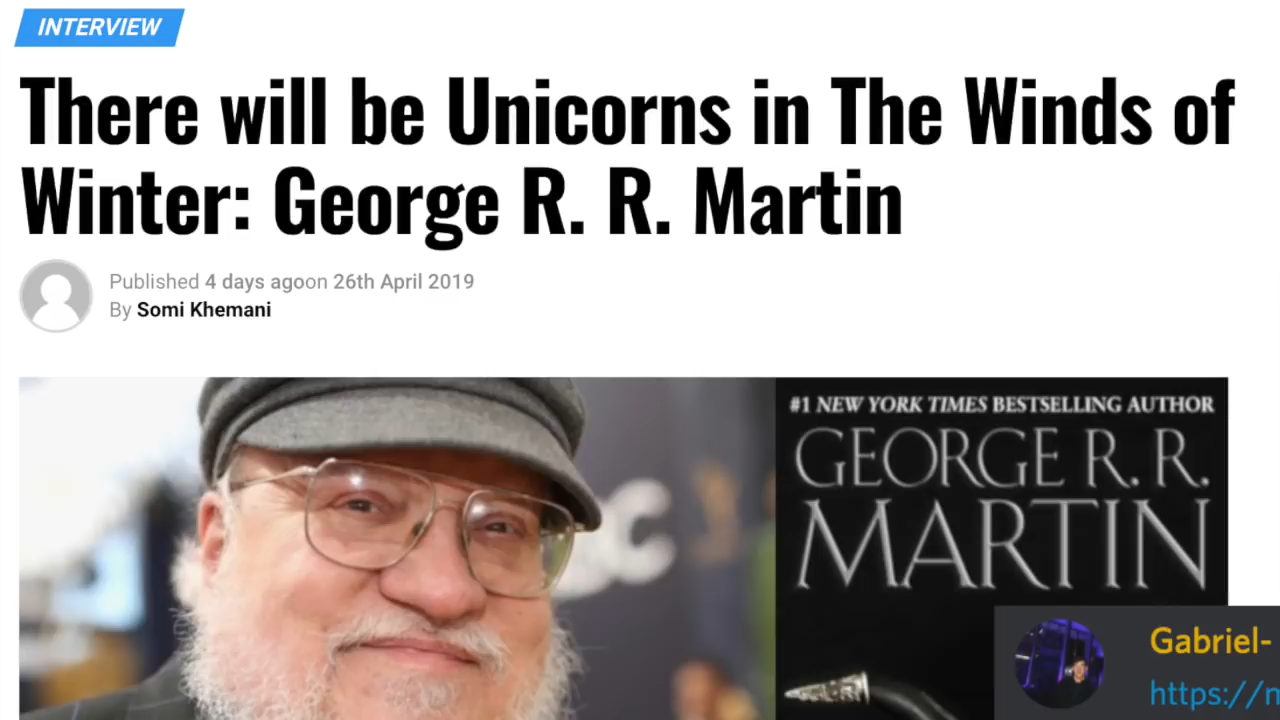 INTERVIEW
There will be Unicorns in The Winds of
Winter: George R. R. Martin
Published 4 days agoon 26th April 2019
By Somi Khemani
#1 NEW YORK TIMES BESTSELLING AUTHOR
GEORGE R. R.
MARTIN
Gabriel-
https://n